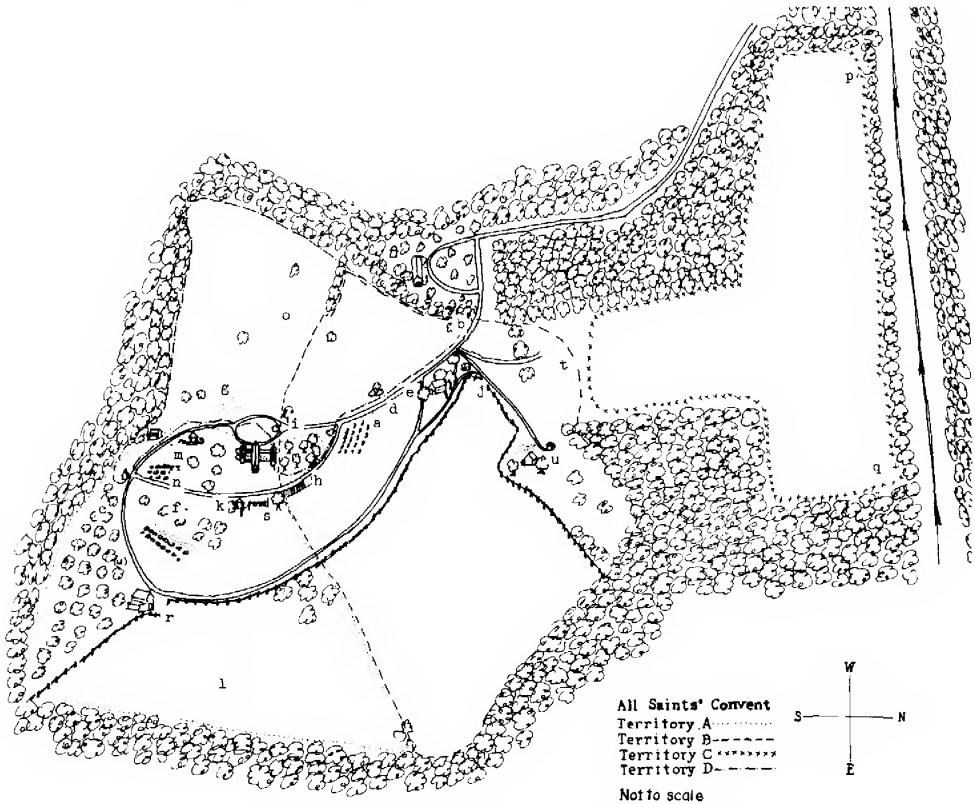 p
o
b
t
g
i
d
e
j
a
m
h
n
q
u
k
s
f
r
l
W
S N
E
All Saints' Convent
Territory A
Territory B
Territory C
Territory D
Not to scale